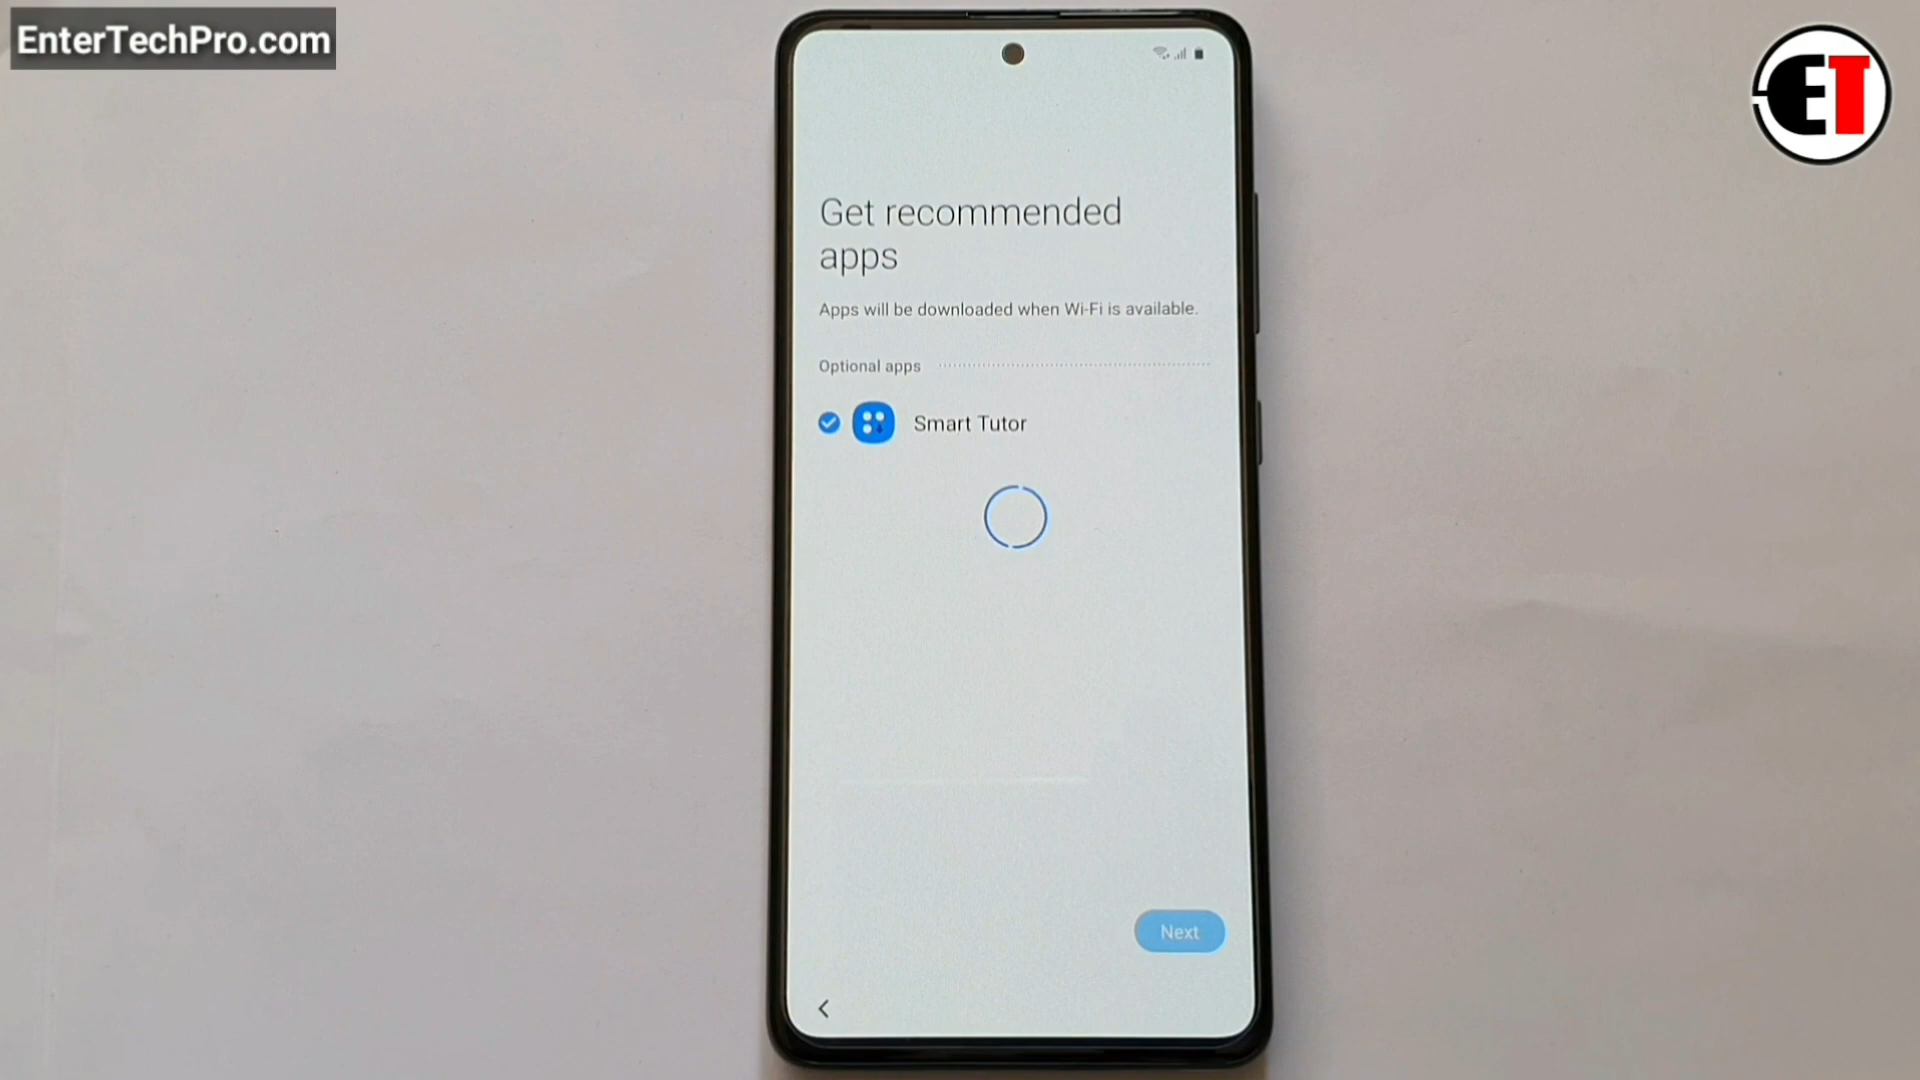 EnterTechPro.com
ET
Get recommended
apps
Apps will be downloaded when Wi-Fi is available.
Optional apps
Smart Tutor
Next